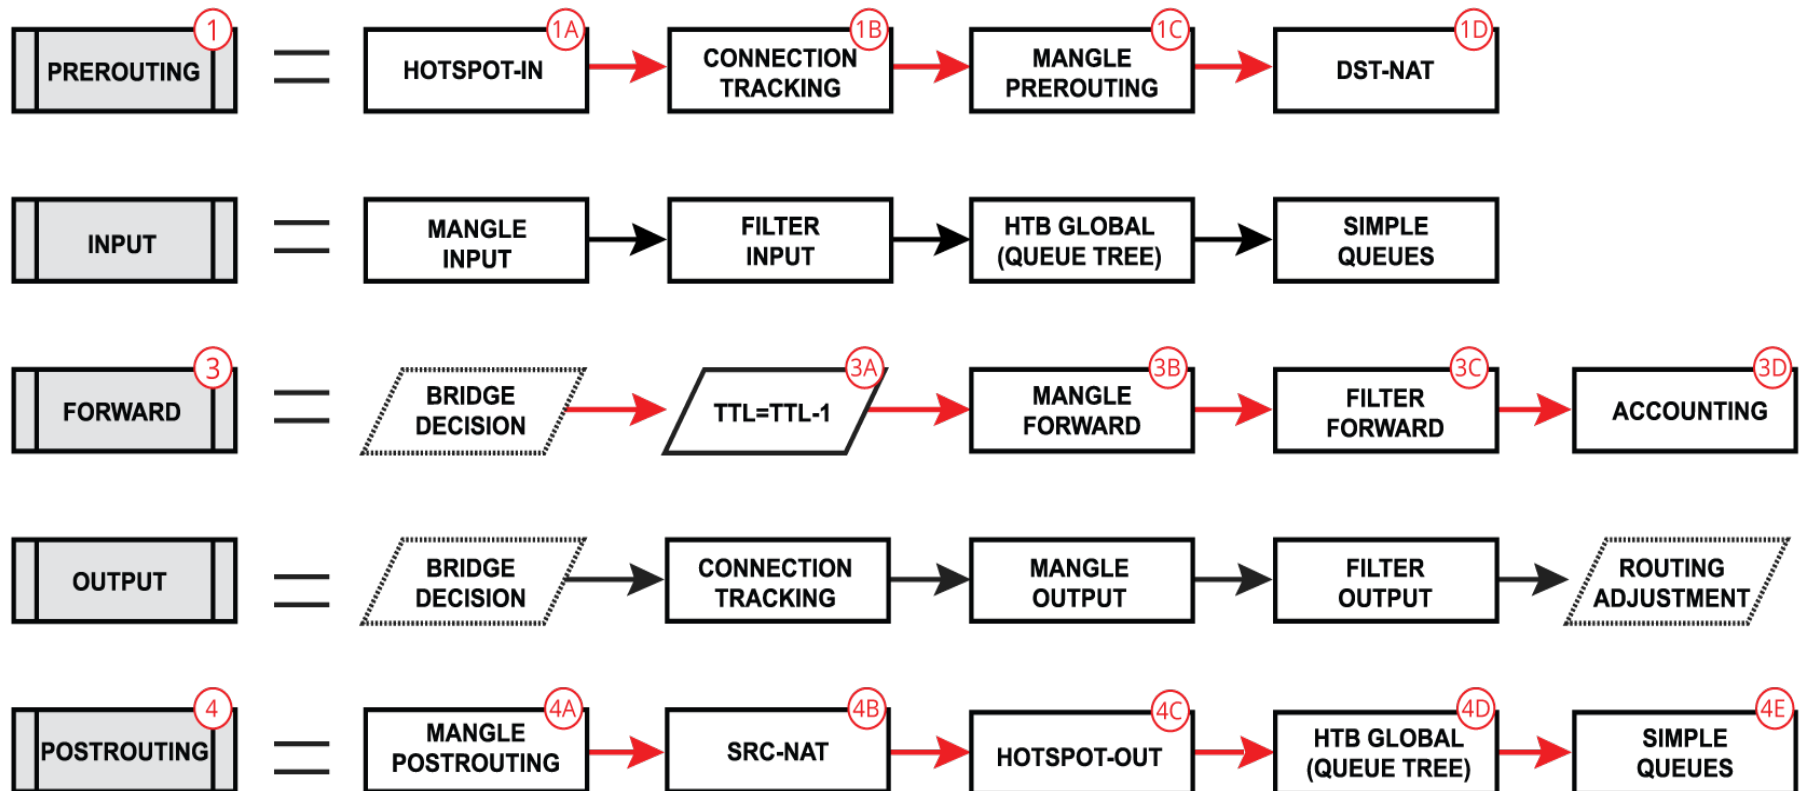 1
PREROUTING
=
1A
HOTSPOT-IN
1B
CONNECTION
TRACKING
1C
MANGLE
PREROUTING
1D
DST-NAT
INPUT
=
MANGLE
INPUT
FILTER
INPUT
HTB GLOBAL
(QUEUE TREE)
SIMPLE
QUEUES
3
FORWARD
=
BRIDGE
DECISION
3A
TTL=TTL-1
3B
MANGLE
FORWARD
3C
FILTER
FORWARD
3D
ACCOUNTING
OUTPUT
=
BRIDGE
DECISION
CONNECTION
TRACKING
MANGLE
OUTPUT
FILTER
OUTPUT
ROUTING
ADJUSTMENT
4
POSTROUTING
=
4A
MANGLE
POSTROUTING
4B
SRC-NAT
4C
HOTSPOT-OUT
4D
HTB GLOBAL
(QUEUE TREE)
4E
SIMPLE
QUEUES